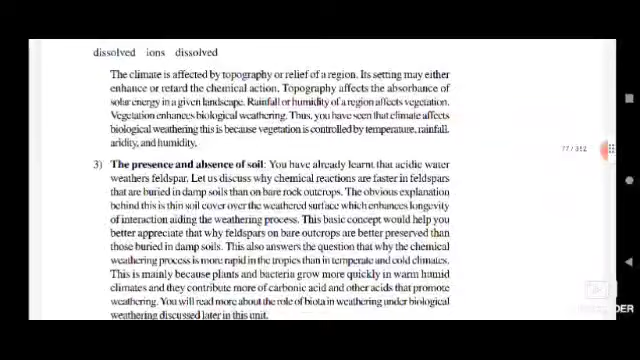 dissolved ions dissolved
The climate is affected by topography or relief of a region. Its setting may either
enhance or retard the chemical action. Topography affects the absorbance of
solar energy in a given landscape. Rainfall or humidity of a region affects vegetation.
Vegetation enhances biological weathering. Thus, you have seen that climate affects
biological weathering this is because vegetation is controlled by temperature, rainfall,
aridity, and humidity.
77 / 312
3) The presence and absence of soil: You have already learnt that acidic water
weathers feldspar. Let us discuss why chemical reactions are faster in feldspars
that are buried in damp soils than on bare rock outcrops. The obvious explanation
behind this is thin soil cover over the weathered surface which enhances longevity
of interaction aiding the weathering process. This basic concept would help you
better appreciate that why feldspars on bare outcrops are better preserved than
those buried in damp soils. This also answers the question that why the chemical
weathering process is more rapid in the tropics than in temperate and cold climates.
This is mainly because plants and bacteria grow more quickly in warm humid
climates and they contribute more of carbonic acid and other acids that promote
weathering. You will read more about the role of biota in weathering under biological
weathering discussed later in this unit.